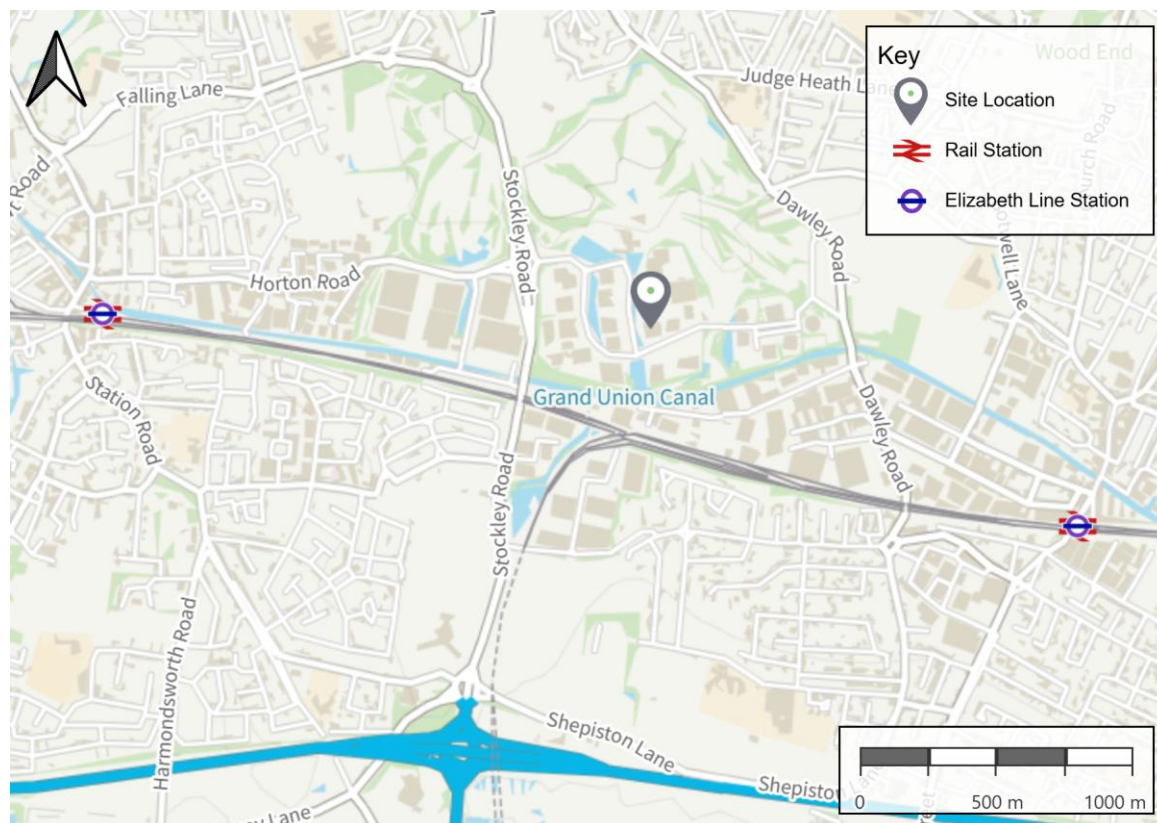 Key
Site Location
Rail Station
Elizabeth Line Station
Wood End
Judge Heath Lane
Falling Lane
Road
Stockley Road
Dawley Road
Horton Road
Grand Union Canal
Station Road
Dawley Road
Stockley Road
Harmondsworth Road
Shepiston Lane
Shepiston Lane
Lane
0
500 m
1000 m